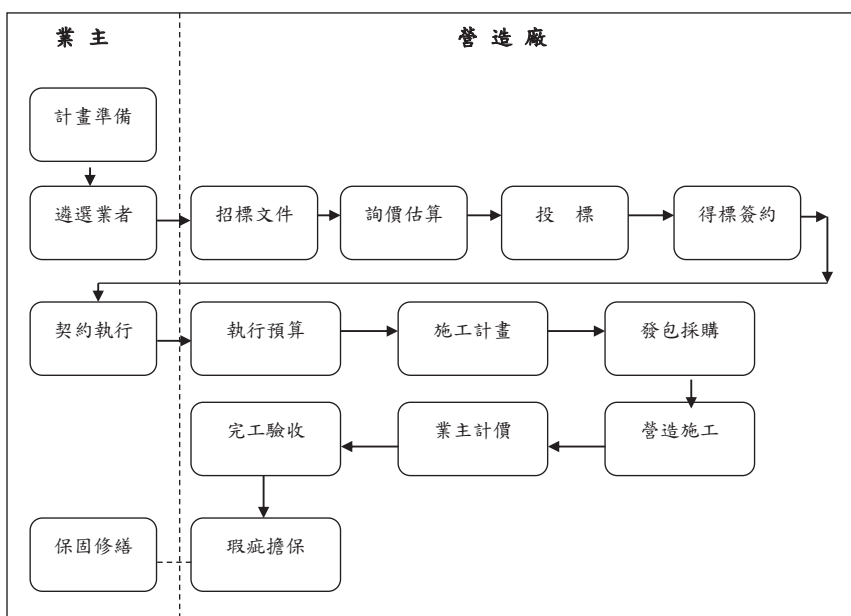 業 主
營 造 廠
計畫準備
遴選業者
招標文件
詢價估算
投 標
得標簽約
契約執行
執行預算
施工計畫
發包採購
完工驗收
業主計價
營造施工
保固修繕
瑕疵擔保